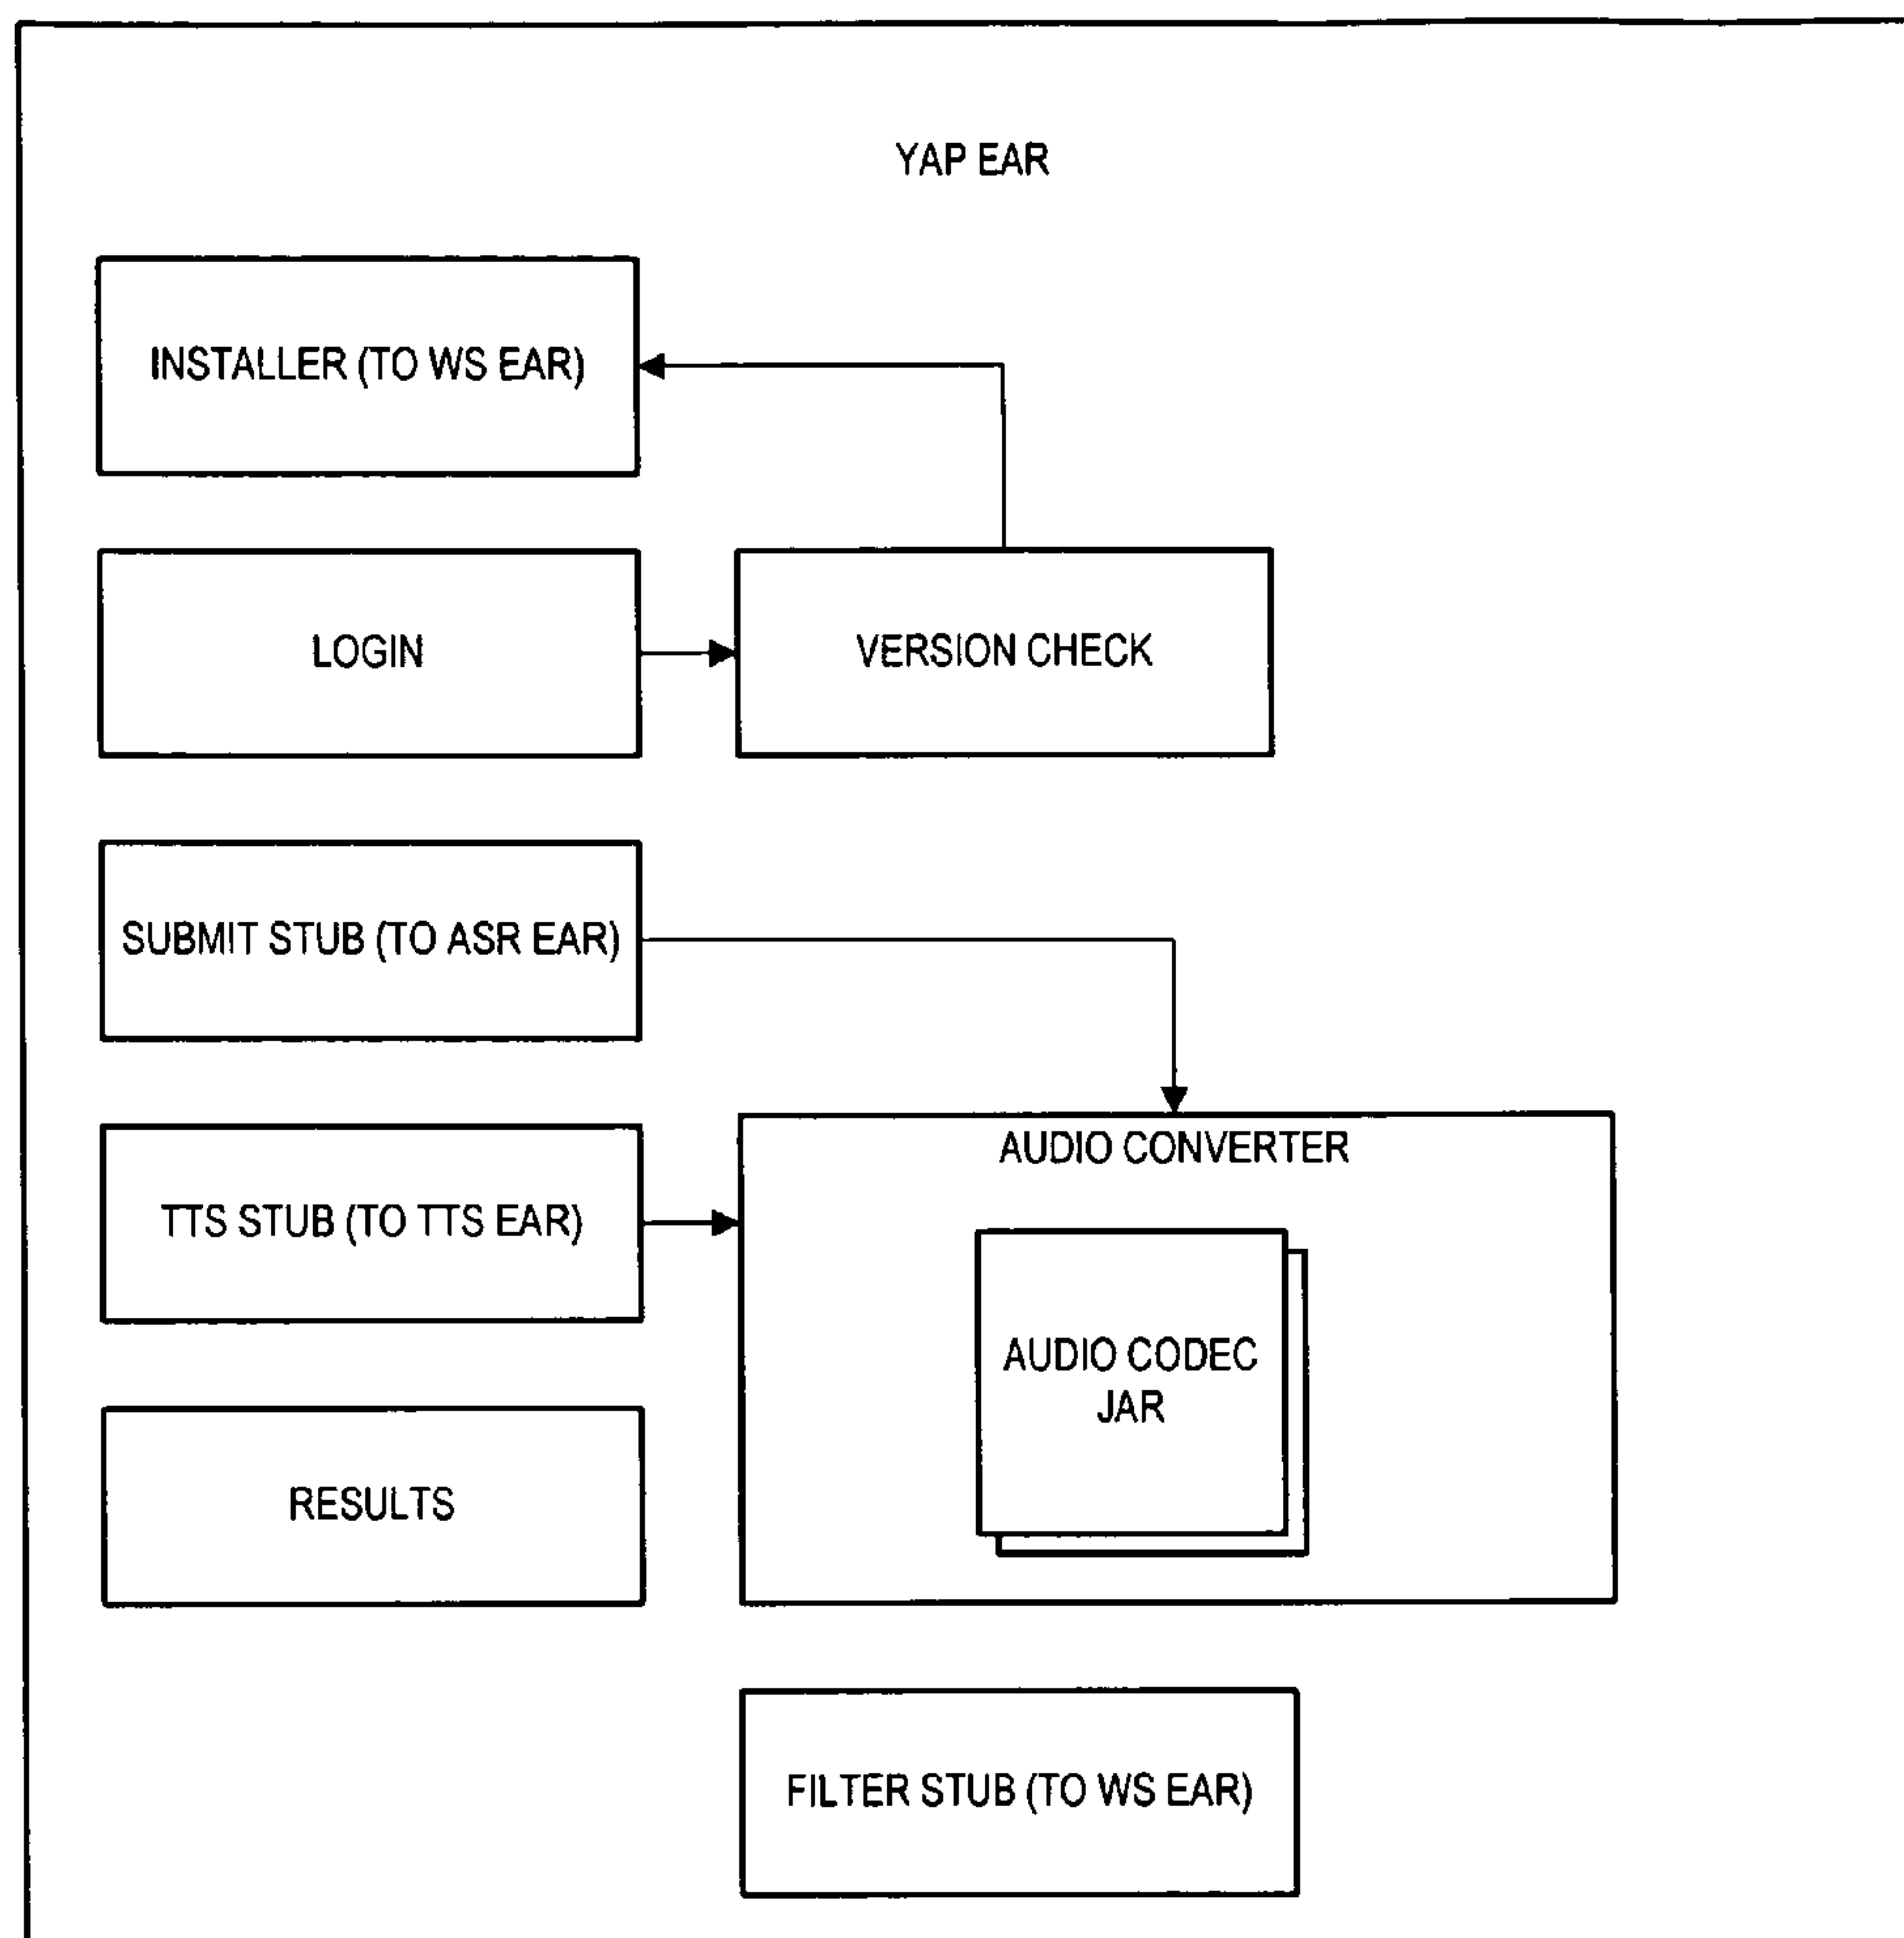 YAP EAR
INSTALLER (TO WS EAR)
LOGIN
VERSION CHECK
SUBMIT STUB (TO ASR EAR)
AUDIO CONVERTER
TTS STUB (TO TTS EAR)
AUDIO CODEC
JAR
RESULTS
FILTER STUB (TO WS EAR)